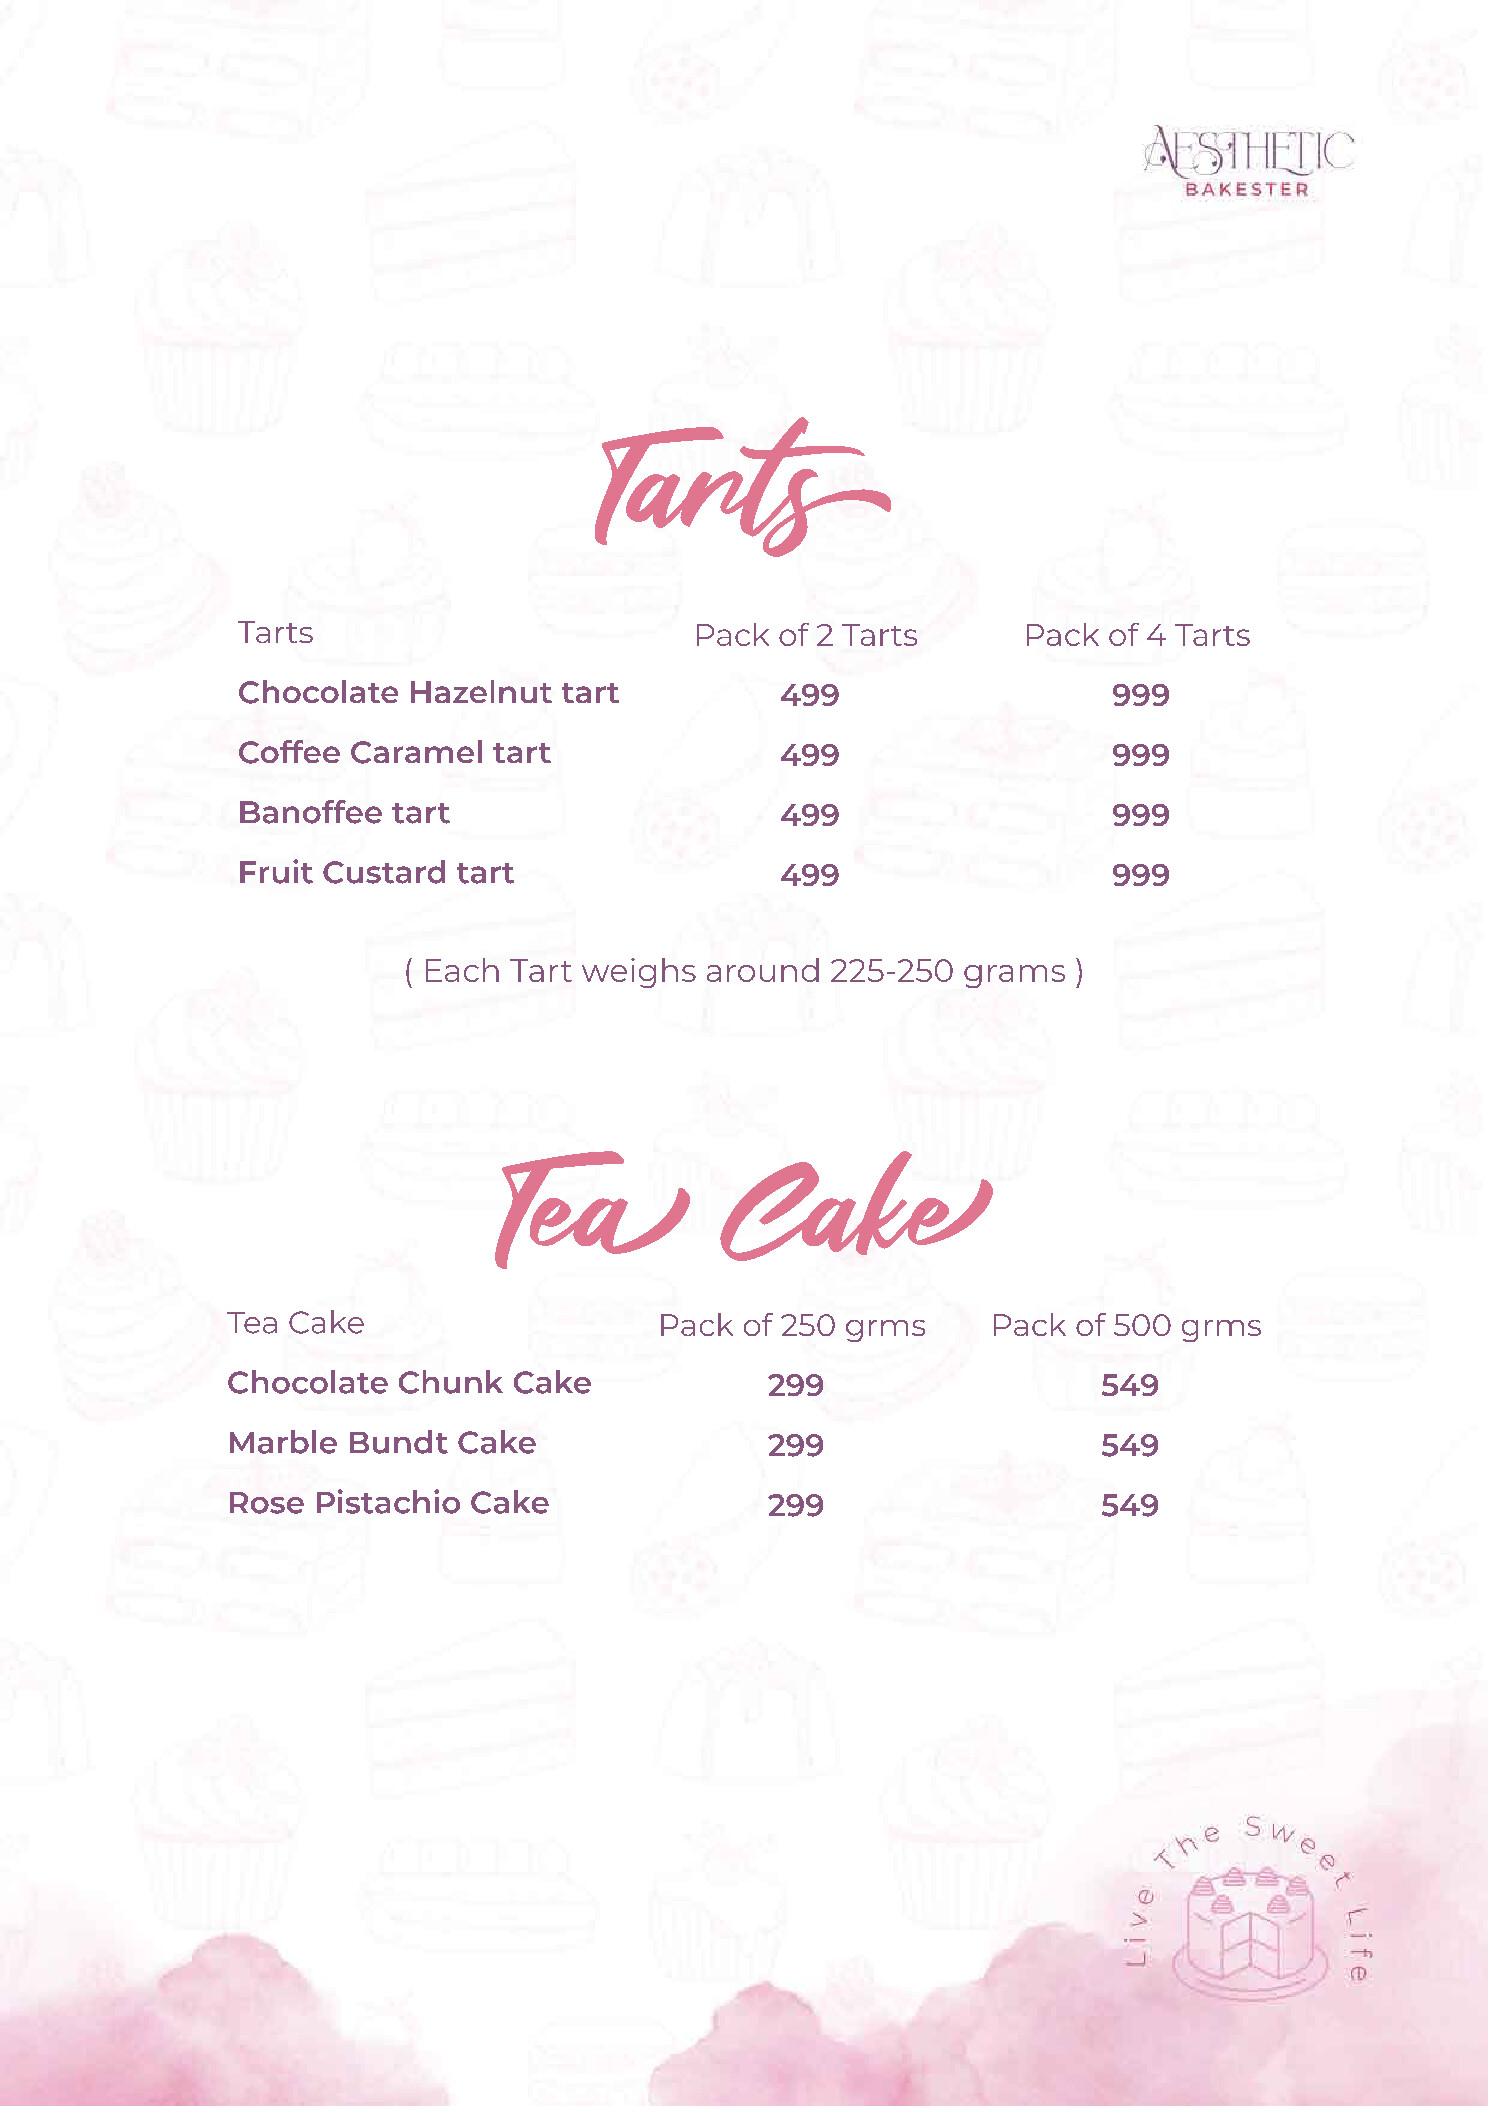 AESTHETIC
BAKESTER
Tarts
Tarts Pack of 2 Tarts Pack of 4 Tarts
Chocolate Hazelnut tart 499 999
Coffee Caramel tart 499 999
Banoffee tart 499 999
Fruit Custard tart 499 999
( Each Tart weighs around 225-250 grams )
Tea Cake
Tea Cake Pack of 250 grms Pack of 500 grms
Chocolate Chunk Cake 299 549
Marble Bundt Cake 299 549
Rose Pistachio Cake 299 549
Live The Sweet Life